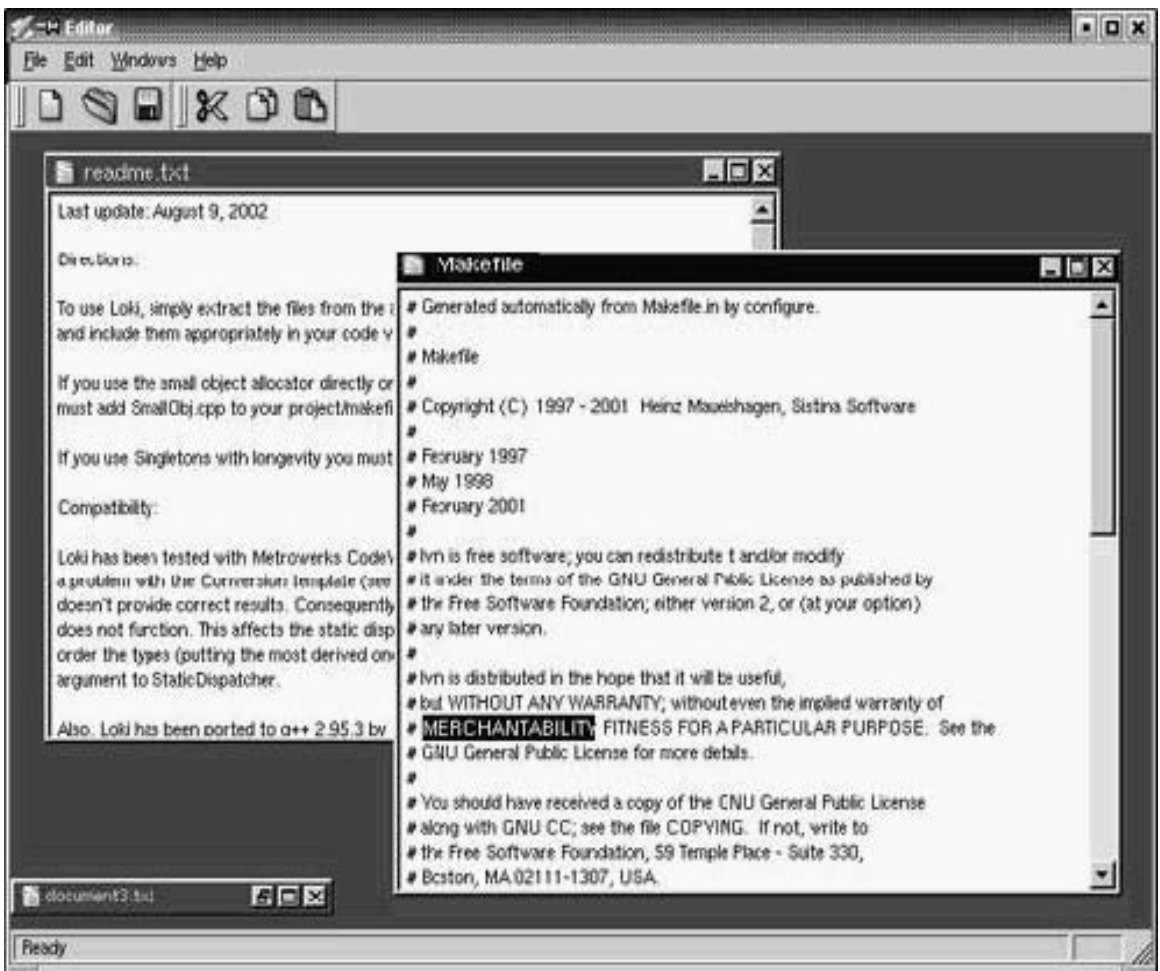 Editor
File Edit Windows Help
readme.txt
Last update: August 9, 2002
Directions:
To use Loki, simply extract the files from the
and include them appropriately in your code
If you use the small object allocator directly or
must add SmallObj.cpp to your project/makefi
If you use Singletons with longevity you must
Compatibility:
Loki has been tested with Metrowerks Code
a problem with the Conversion template (see
doesn't provide correct results. Consequently
does not function. This affects the static disp
order the types (putting the most derived one
argument to StaticDispatcher.
Also, Loki has been ported to g++ 2.95.3 by
Makefile
# Generated automatically from Makefile.in by configure.
#
# Makefile
#
# Copyright (C) 1997 - 2001 Heinz Mauelshagen, Sistina Software
#
# February 1997
# May 1998
# February 2001
#
# lvm is free software; you can redistribute it and/or modify
# it under the terms of the GNU General Public License as published by
# the Free Software Foundation; either version 2, or (at your option)
# any later version.
#
# lvm is distributed in the hope that it will be useful,
# but WITHOUT ANY WARRANTY; without even the implied warranty of
# MERCHANTABILITY FITNESS FOR A PARTICULAR PURPOSE. See the
# GNU General Public License for more details.
#
# You should have received a copy of the GNU General Public License
# along with GNU CC; see the file COPYING. If not, write to
# the Free Software Foundation, 59 Temple Place - Suite 330,
# Boston, MA 02111-1307, USA.
document3.txt
Ready